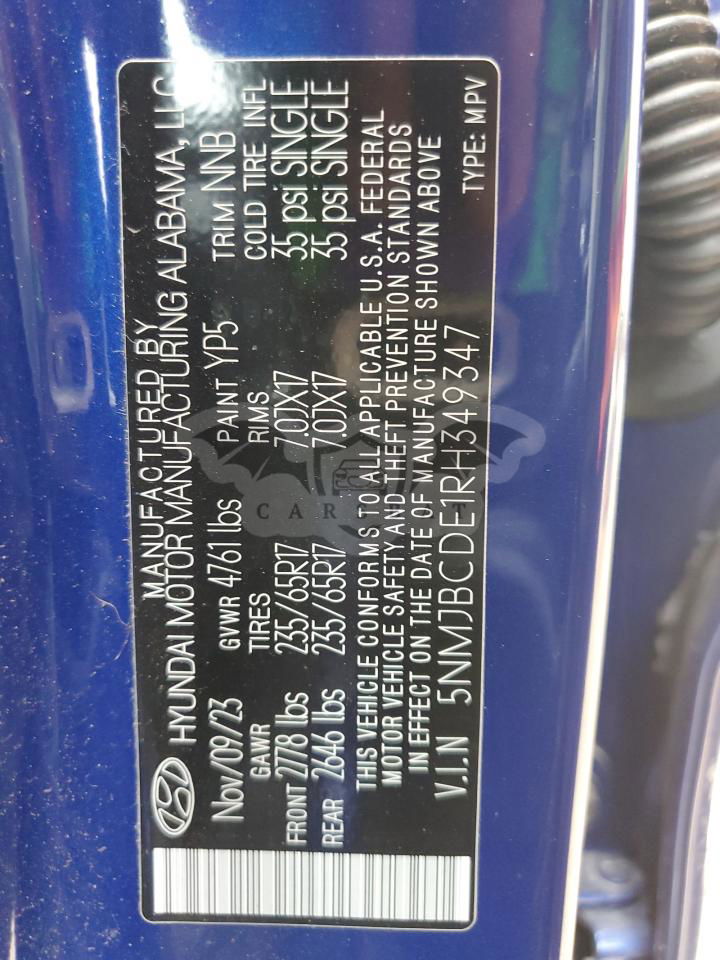 MANUFACTURED BY
HYUNDAI MOTOR MANUFACTURING ALABAMA, LLC
Nov/09/23 GVWR 4761 lbs PAINT YP5 TRIM NNB
GAWR TIRES RIMS COLD TIRE INFL
FRONT 2778 lbs 235/65R17 7.0JX17 35 psi SINGLE
REAR 2646 lbs 235/65R17 7.0JX17 35 psi SINGLE
THIS VEHICLE CONFORMS TO ALL APPLICABLE U.S.A. FEDERAL
MOTOR VEHICLE SAFETY AND THEFT PREVENTION STANDARDS
IN EFFECT ON THE DATE OF MANUFACTURE SHOWN ABOVE
V.I.N 5NMJBCDE1RH349347
TYPE: MPV